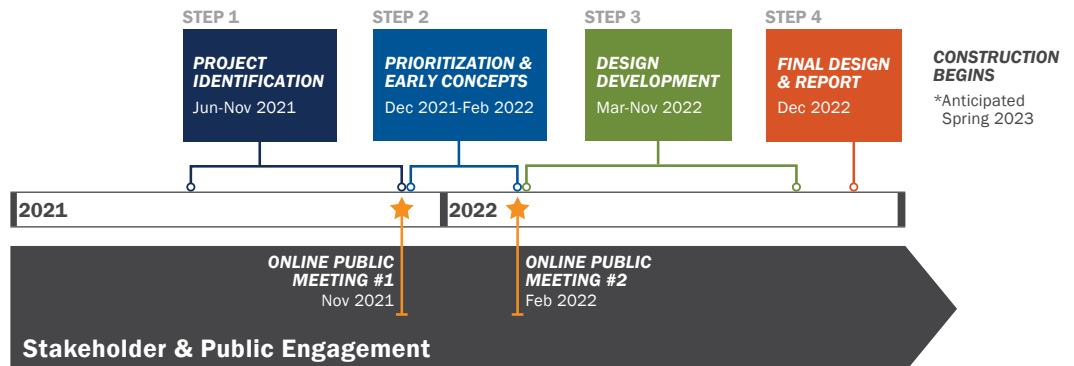 STEP 1
PROJECT
IDENTIFICATION
Jun-Nov 2021
STEP 2
PRIORITIZATION &
EARLY CONCEPTS
Dec 2021-Feb 2022
STEP 3
DESIGN
DEVELOPMENT
Mar-Nov 2022
STEP 4
FINAL DESIGN
& REPORT
Dec 2022
CONSTRUCTION
BEGINS
*Anticipated
Spring 2023
2021
2022
ONLINE PUBLIC
MEETING #1
Nov 2021
ONLINE PUBLIC
MEETING #2
Feb 2022
Stakeholder & Public Engagement